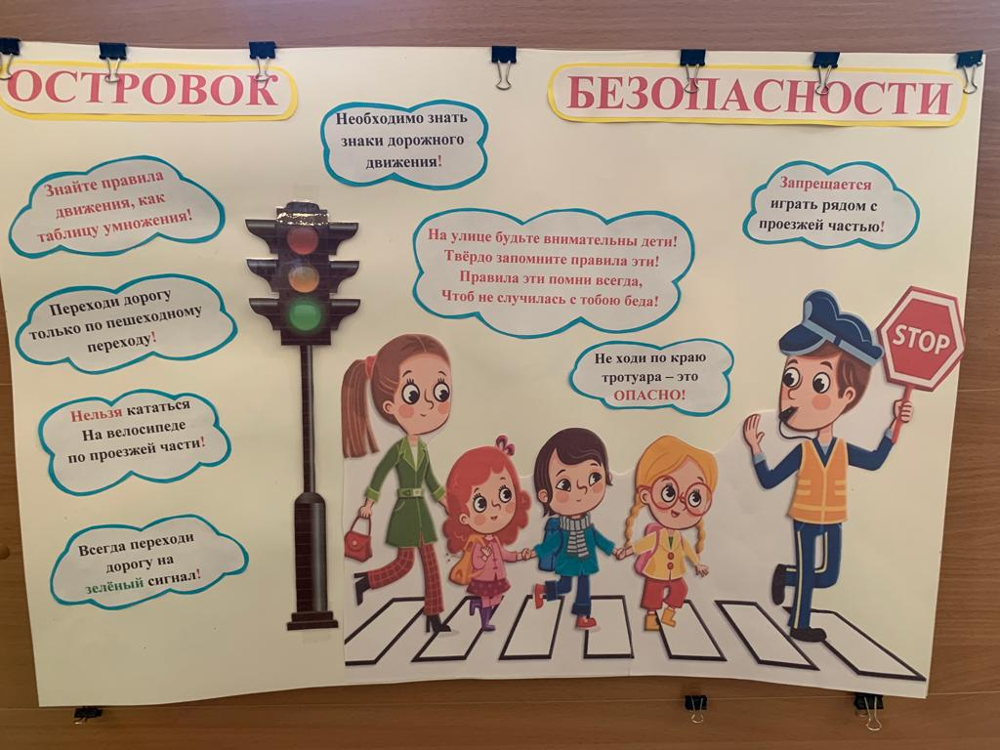 ОСТРОВОК БЕЗОПАСНОСТИ
Необходимо знать
знаки дорожного
движения!
Знайте правила
движения, как
таблицу умножения!
Запрещается
играть рядом с
проезжей частью!
На улице будьте внимательны дети!
Твёрдо запомните правила эти!
Правила эти помни всегда,
Чтоб не случилась с тобою беда!
Переходи дорогу
только по пешеходному
переходу!
Не ходи по краю
тротуара – это
ОПАСНО!
STOP
Нельзя кататься
На велосипеде
по проезжей части!
Всегда переходи
дорогу на
зелёный сигнал!